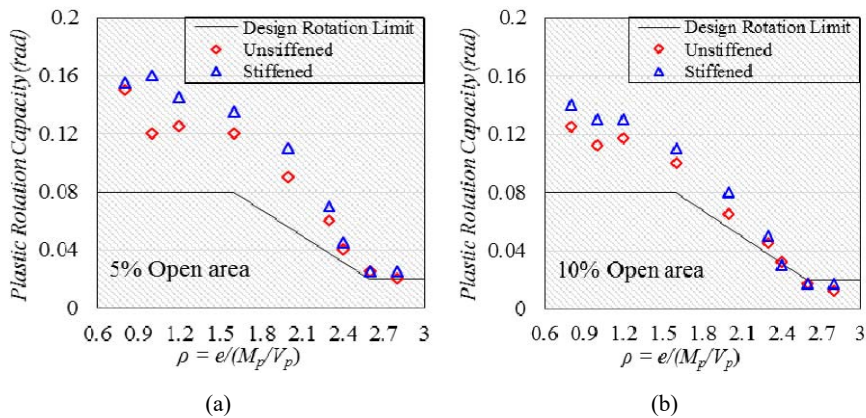 Plastic Rotation Capacity (rad)
0.2
0.16
0.12
0.08
0.04
0
Design Rotation Limit
Unstiffened
Stiffened
5% Open area
0.6 0.9 1.2 1.5 1.8 2.1 2.4 2.7 3
ρ = e/(Mp/Vp)
(a)
Plastic Rotation Capacity (rad)
0.2
0.16
0.12
0.08
0.04
0
Design Rotation Limit
Unstiffened
Stiffened
10% Open area
0.6 0.9 1.2 1.5 1.8 2.1 2.4 2.7 3
ρ = e/(Mp/Vp)
(b)